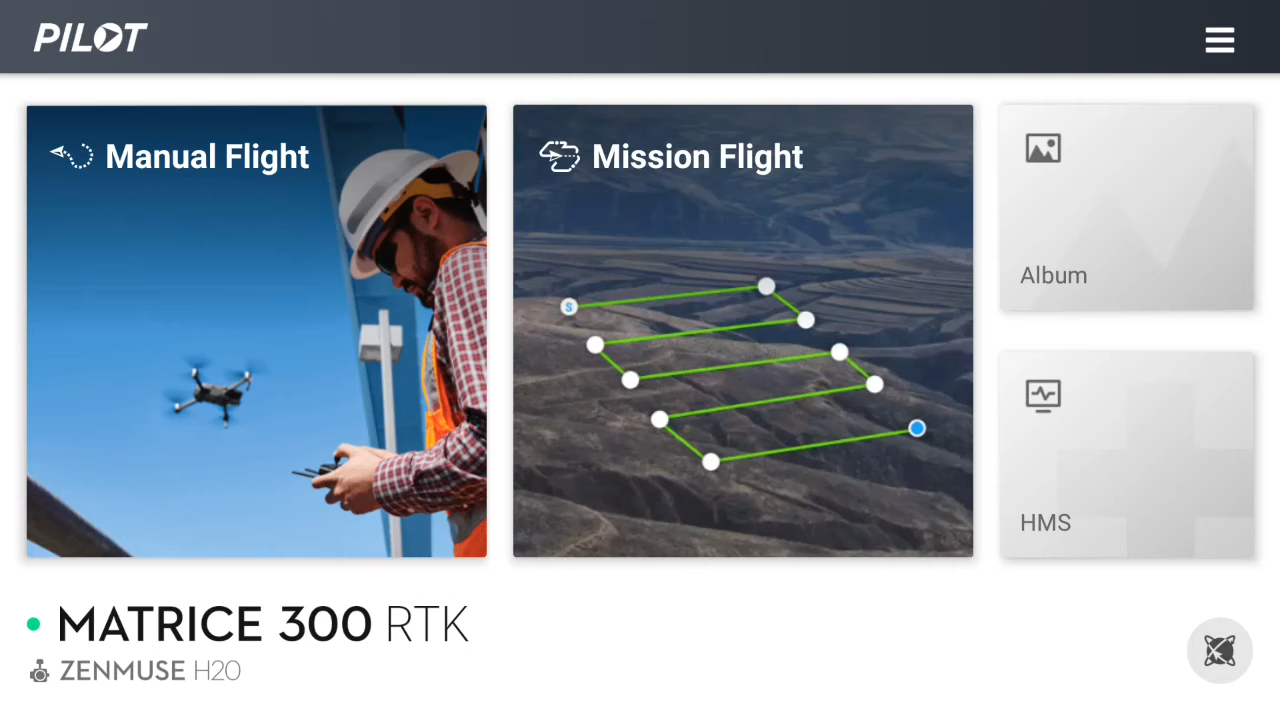 PILOT
Manual Flight
Mission Flight
S
Album
HMS
MATRICE 300 RTK
ZENMUSE H20